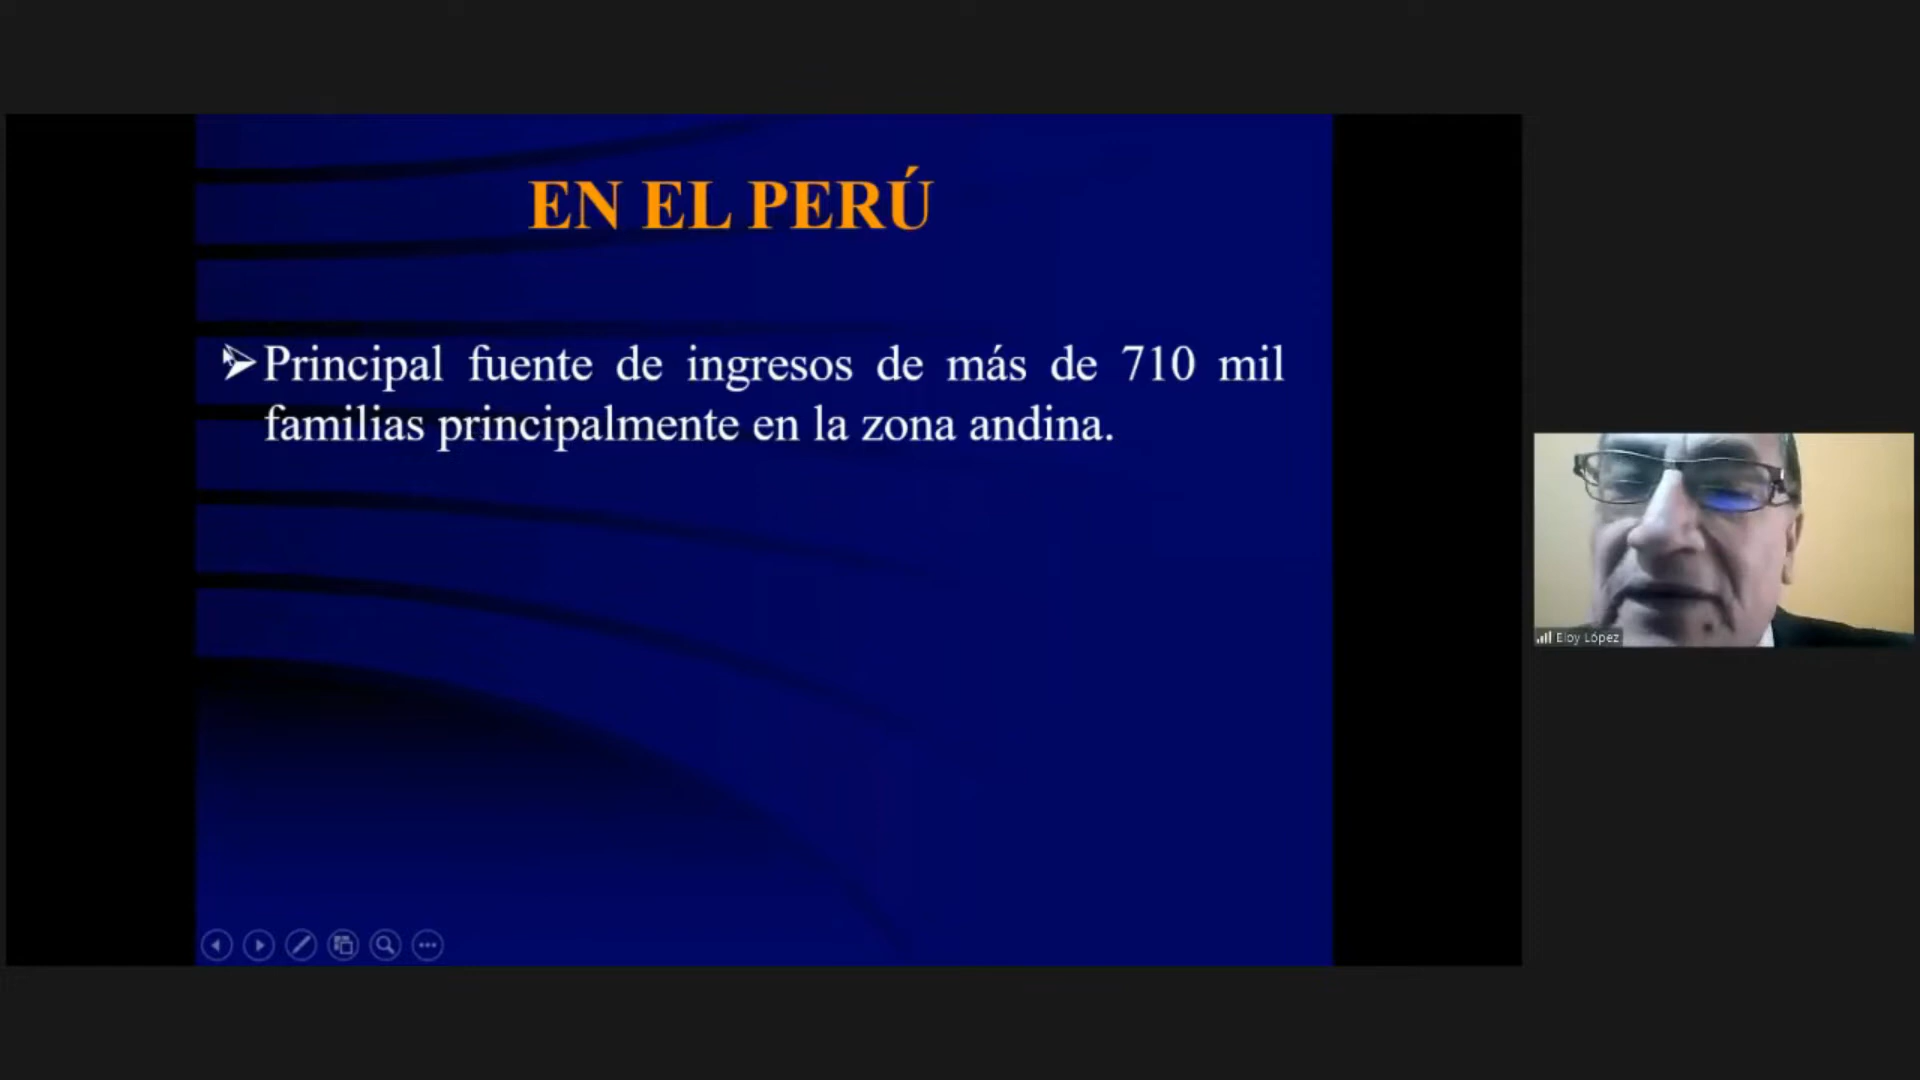 EN EL PERÚ
➢Principal fuente de ingresos de más de 710 mil
familias principalmente en la zona andina.
Eloy López